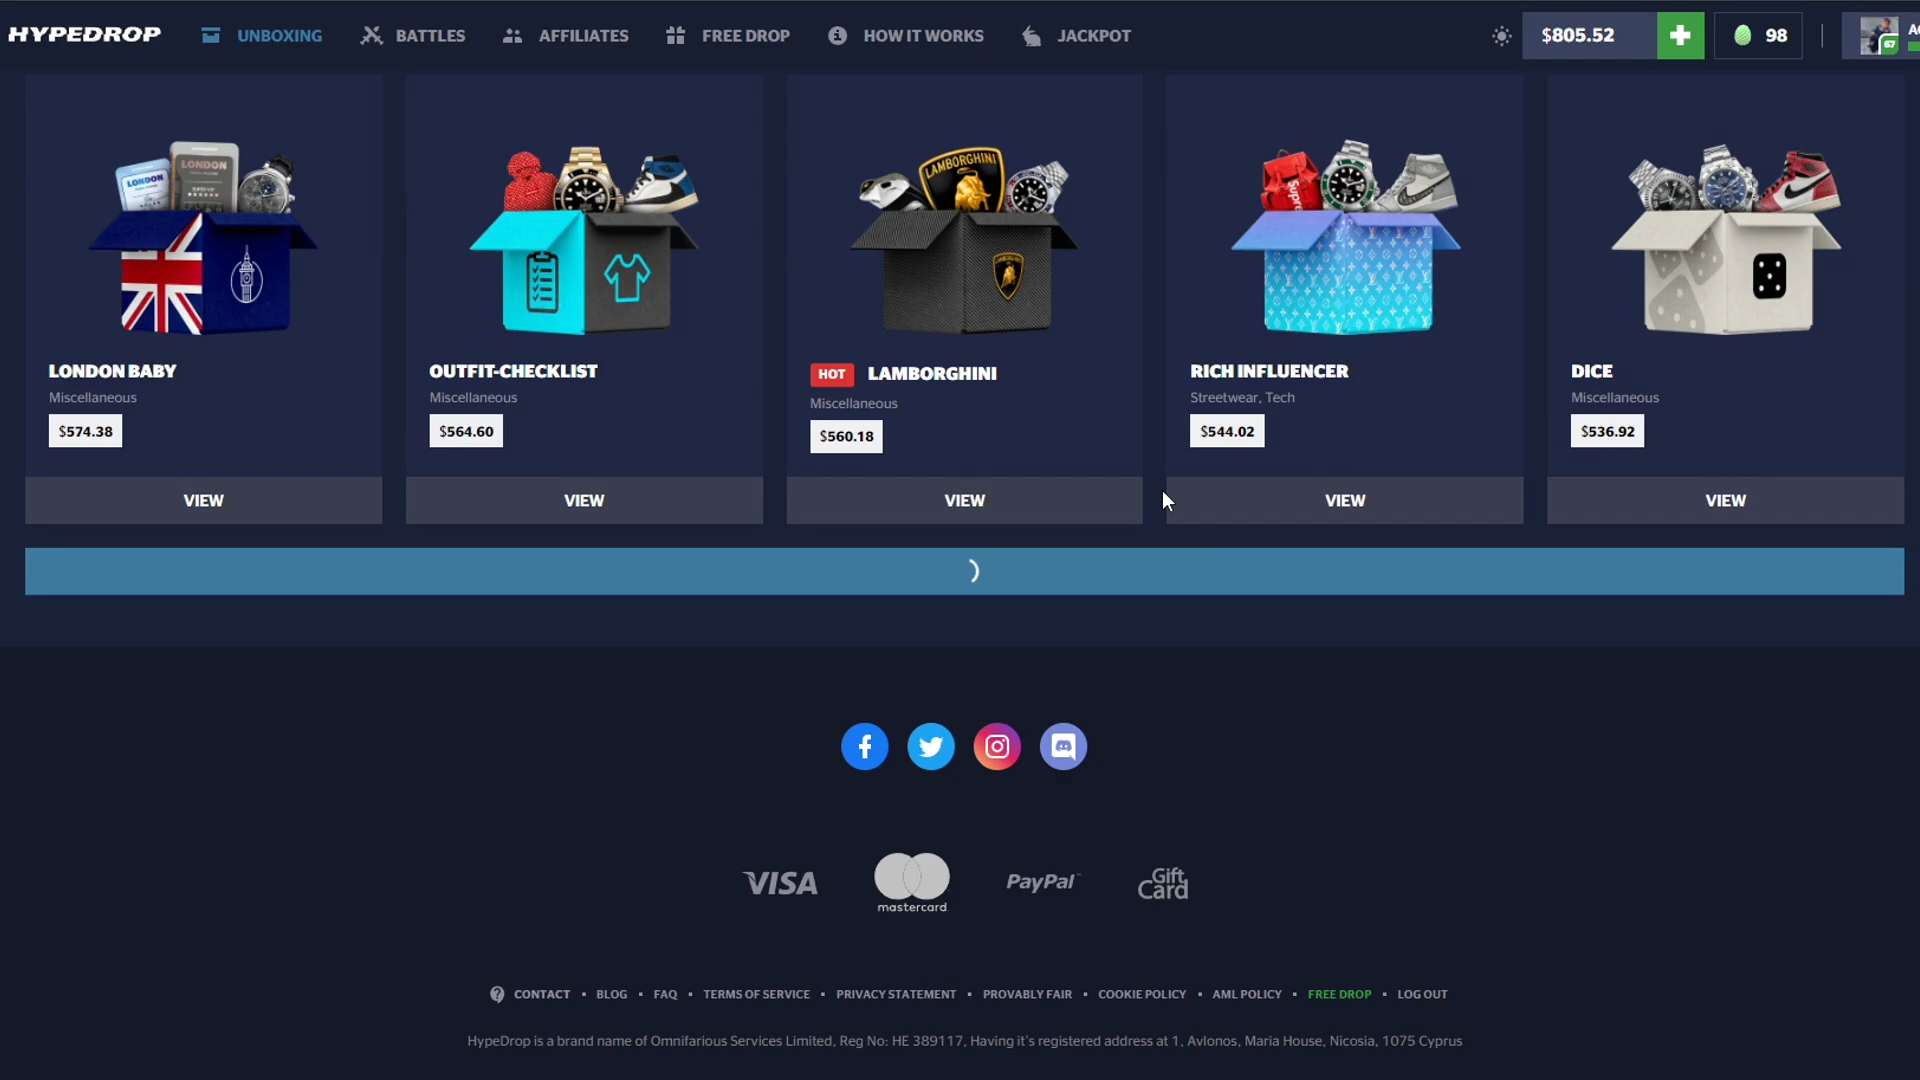 HYPEDROP UNBOXING BATTLES AFFILIATES FREE DROP HOW IT WORKS JACKPOT $805.52 98 67
LONDON
LONDON
LAMBORGHINI
Supre
LONDON BABY
Miscellaneous
$574.38
VIEW
OUTFIT-CHECKLIST
Miscellaneous
$564.60
VIEW
HOT LAMBORGHINI
Miscellaneous
$560.18
VIEW
RICH INFLUENCER
Streetwear, Tech
$544.02
VIEW
DICE
Miscellaneous
$536.92
VIEW
VISA mastercard. PayPal Gift Card
CONTACT ▪ BLOG ▪ FAQ ▪ TERMS OF SERVICE ▪ PRIVACY STATEMENT ▪ PROVABLY FAIR ▪ COOKIE POLICY ▪ AML POLICY ▪ FREE DROP ▪ LOG OUT
HypeDrop is a brand name of Omnifarious Services Limited, Reg No: HE 389117, Having it's registered address at 1, Avlonos, Maria House, Nicosia, 1075 Cyprus